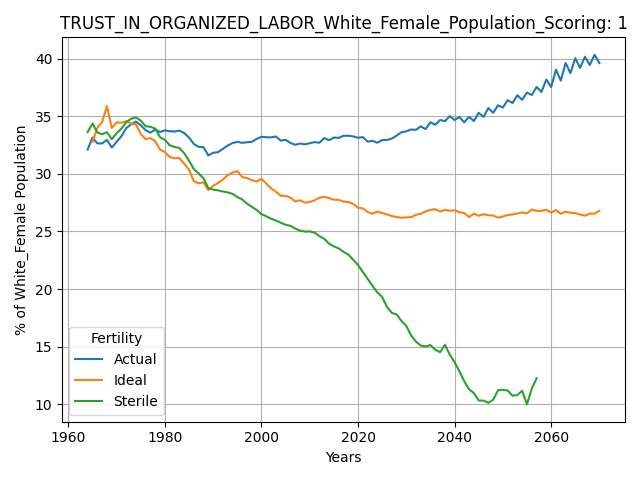 TRUST_IN_ORGANIZED_LABOR_White_Female_Population_Scoring: 1
% of White_Female Population
40
35
30
25
20
15
10
Fertility
Actual
Ideal
Sterile
1960 1980 2000 2020 2040 2060
Years